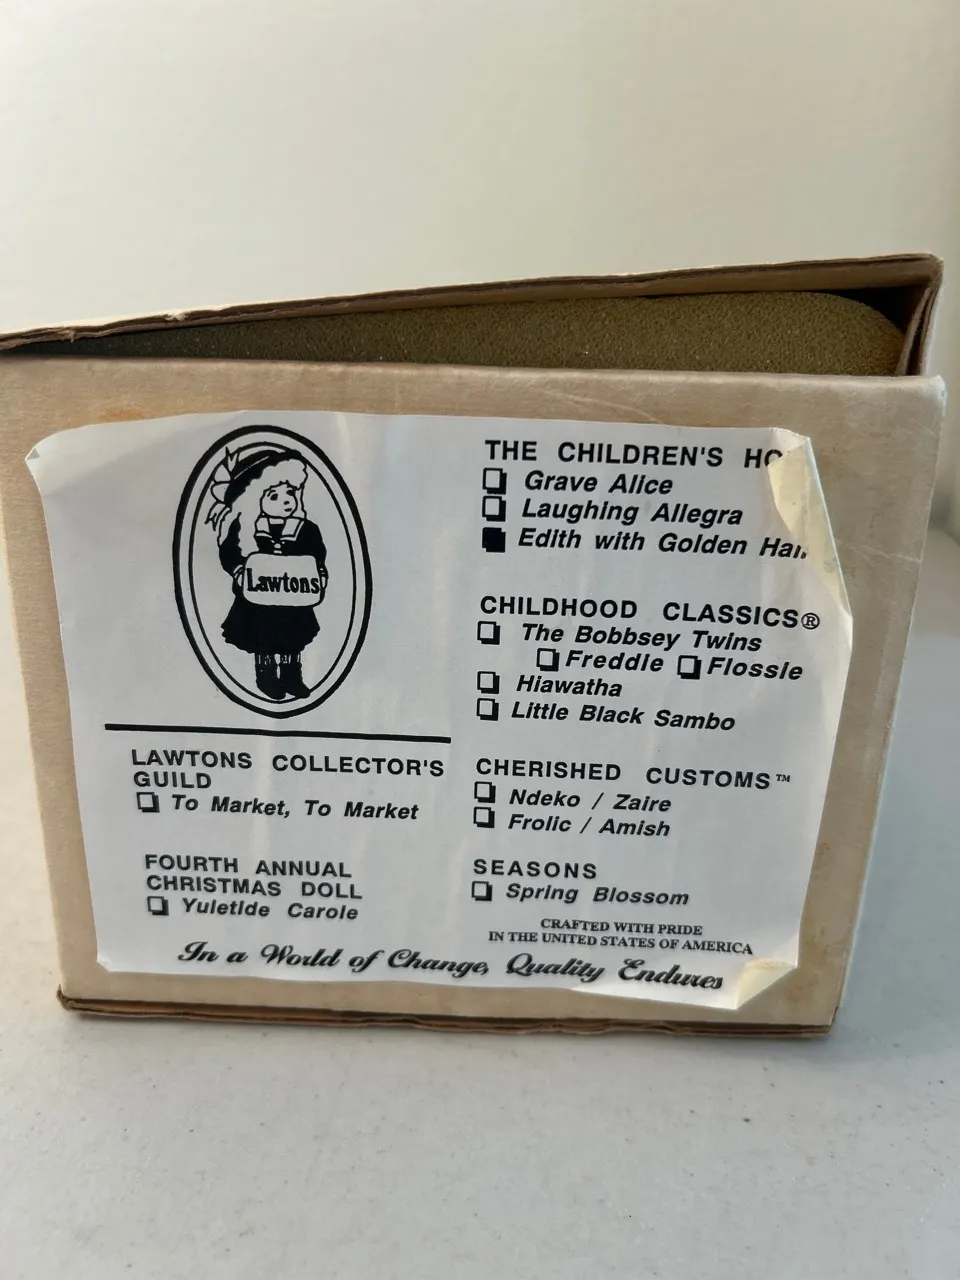 Lawtons
LAWTONS COLLECTOR'S
GUILD
To Market, To Market
FOURTH ANNUAL
CHRISTMAS DOLL
Yuletide Carole
THE CHILDREN'S
Grave Alice
Laughing Allegra
Edith with Golden
CHILDHOOD CLASSICS®
The Bobbsey Twins
Freddie Flossie
Hiawatha
Little Black Sambo
CHERISHED CUSTOMS™
Ndeko / Zaire
Frolic / Amish
SEASONS
Spring Blossom
CRAFTED WITH PRIDE
IN THE UNITED STATES OF AMERICA
In a World of Change, Quality Endures